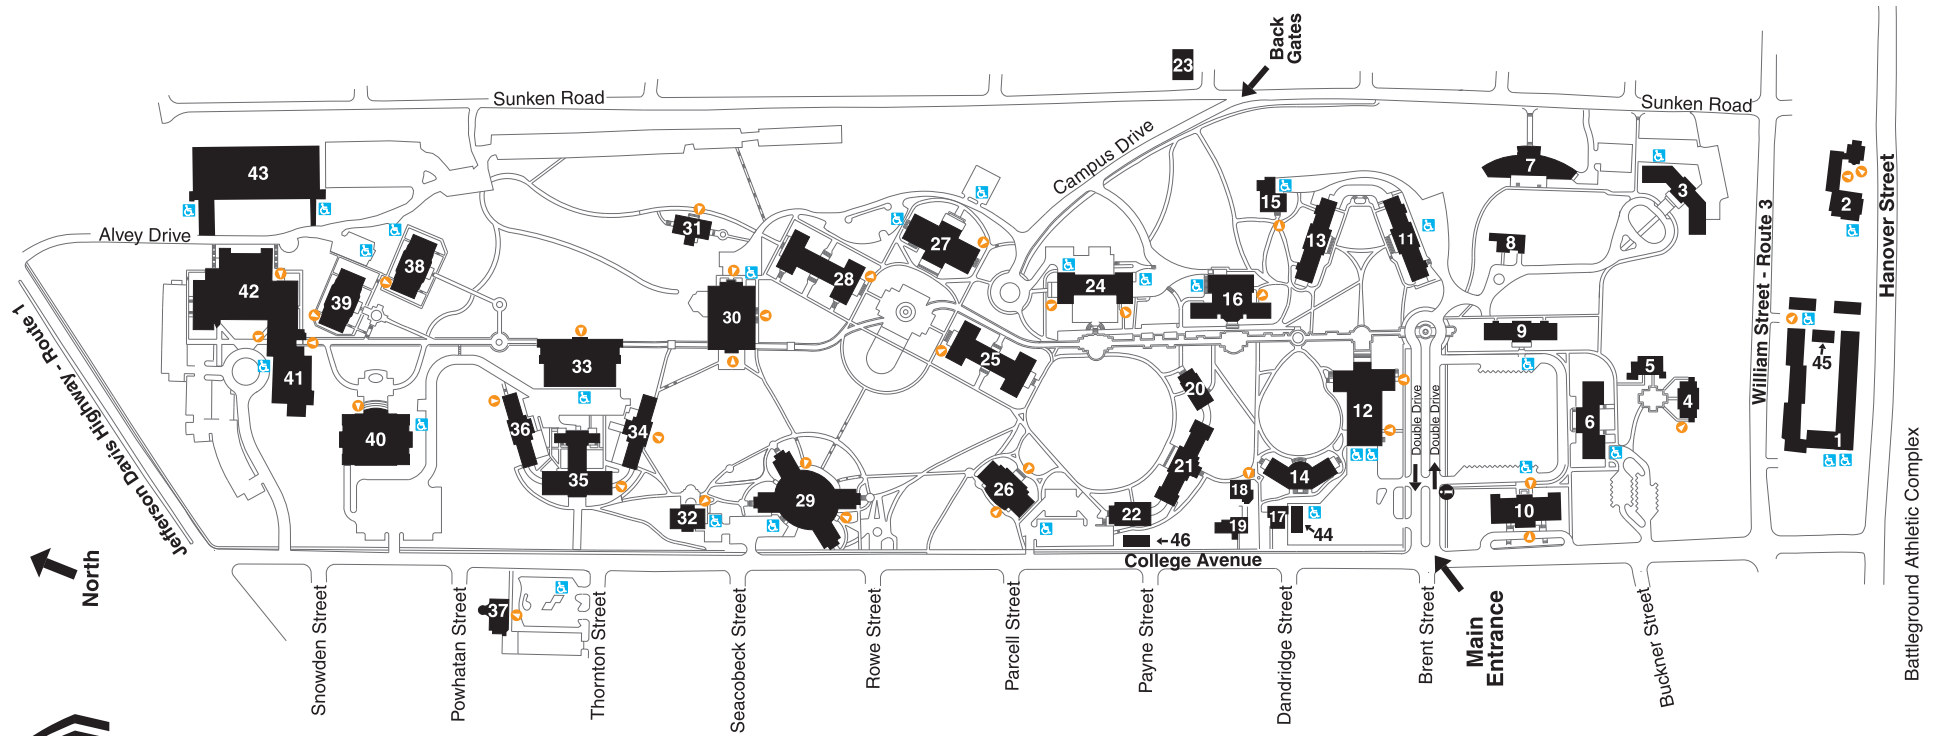 Back
Gates
23
Sunken Road
Sunken Road
Campus Drive
43
7
3
2
Hanover Street
William Street - Route 3
15
31
13
11
8
27
Alvey Drive
38
28
42
39
24
16
30
9
33
25
45
41
5
20
4
12
Double Drive
Double Drive
6
36
34
40
1
21
14
35
29
26
18
10
32
22
17
19
44
46
College Avenue
Jefferson Davis Highway - Route 1
North
37
Snowden Street
Powhatan Street
Thornton Street
Seacobeck Street
Rowe Street
Parcell Street
Payne Street
Dandridge Street
Brent Street
Main
Entrance
Buckner Street
Battleground Athletic Complex